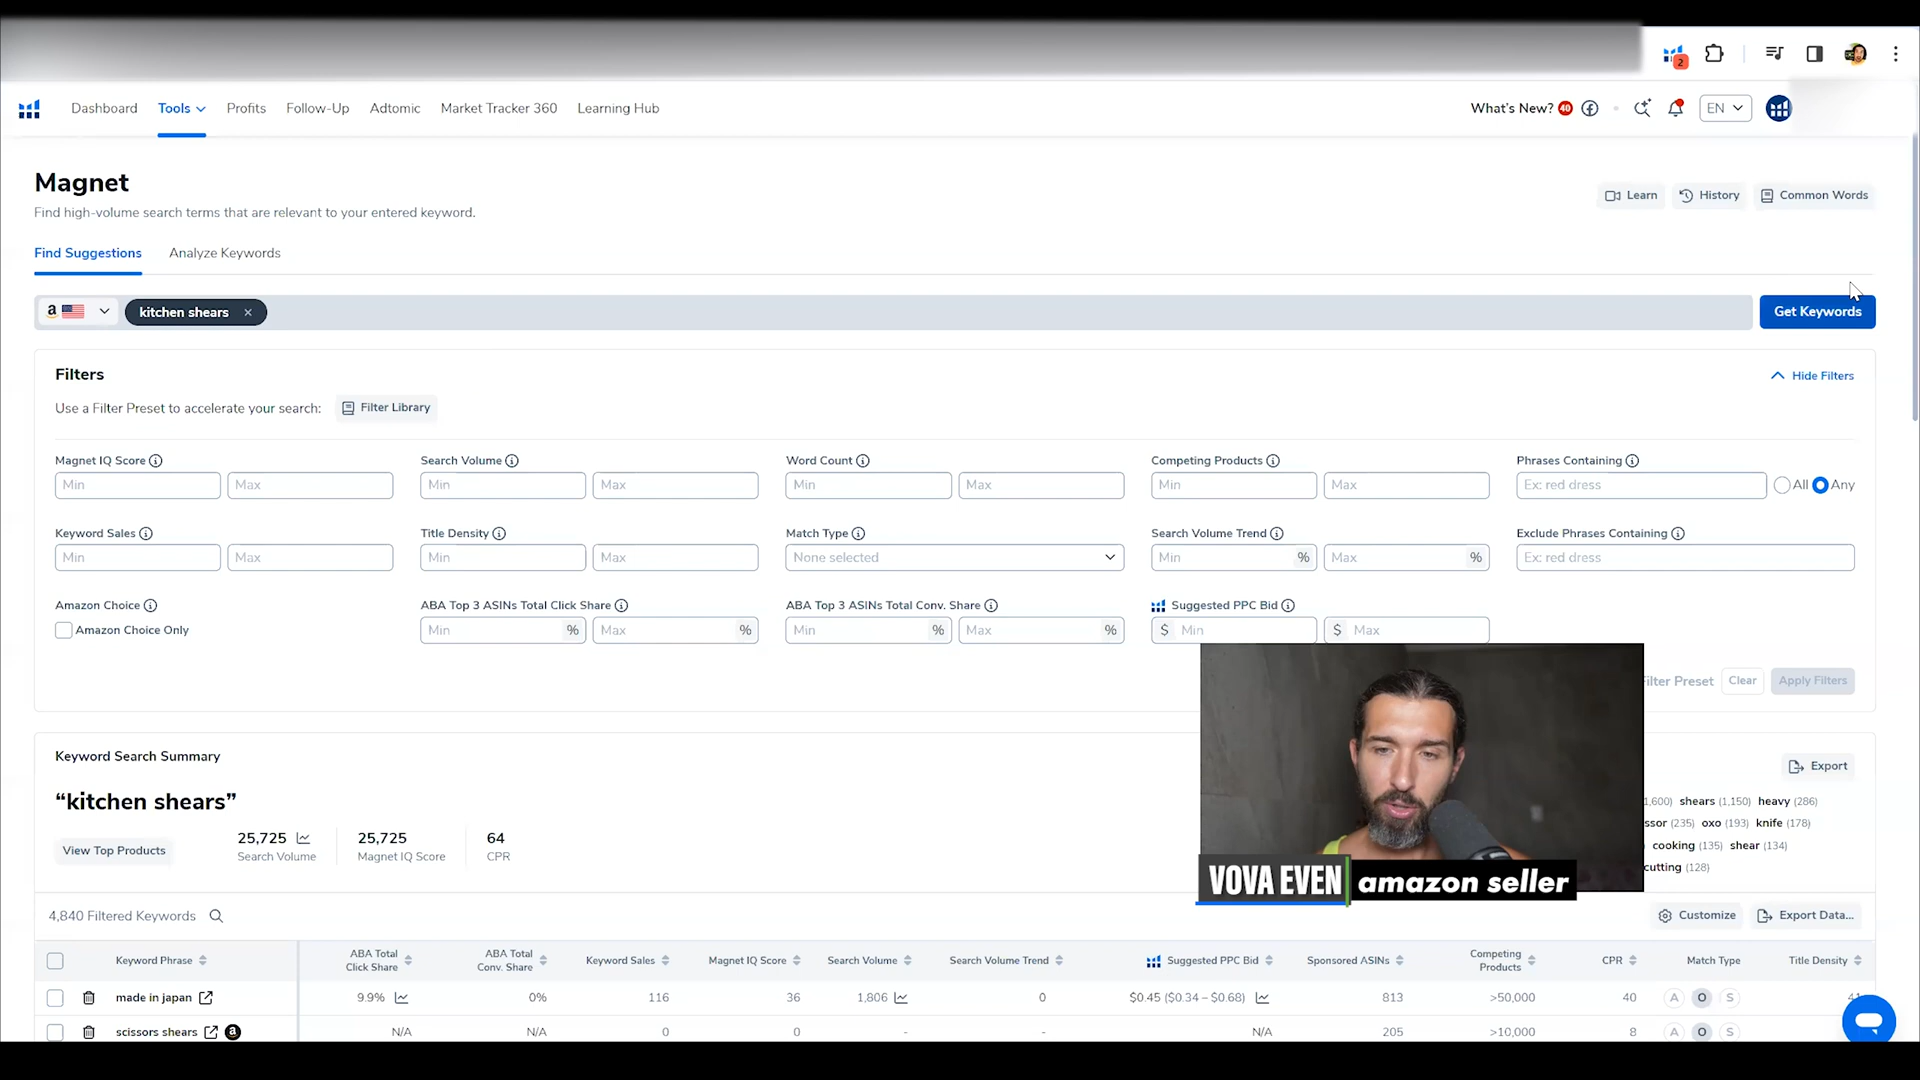 2
Dashboard Tools Profits Follow-Up Adtomic Market Tracker 360 Learning Hub What's New? 40 EN
Magnet
Find high-volume search terms that are relevant to your entered keyword.
Learn History Common Words
Find Suggestions Analyze Keywords
a kitchen shears × Get Keywords
Filters
Hide Filters
Use a Filter Preset to accelerate your search: Filter Library
Magnet IQ Score Search Volume Word Count Competing Products Phrases Containing
Min Max Min Max Min Max Min Max Ex: red dress All Any
Keyword Sales Title Density Match Type Search Volume Trend Exclude Phrases Containing
Min Max Min Max None selected Min % Max % Ex: red dress
Amazon Choice ABA Top 3 ASINs Total Click Share ABA Top 3 ASINs Total Conv. Share Suggested PPC Bid
Amazon Choice Only Min % Max % Min % Max % $ Min $ Max
Filter Preset Clear Apply Filters
Keyword Search Summary
Export
"kitchen shears"
1,600) shears (1,150) heavy (286)
ssor (235) oxo (193) knife (178)
25,725 25,725 64
View Top Products Search Volume Magnet IQ Score CPR
cooking (135) shear (134)
cutting (128)
VOVA EVEN amazon seller
4,840 Filtered Keywords Customize Export Data...
Keyword Phrase ABA Total Click Share ABA Total Conv. Share Keyword Sales Magnet IQ Score Search Volume Search Volume Trend Suggested PPC Bid Sponsored ASINs Competing Products CPR Match Type Title Density
made in japan 9.9% 0% 116 36 1,806 0 $0.45 ($0.34 – $0.68) 813 >50,000 40 A O S
scissors shears a N/A N/A 0 0 - - N/A 205 >10,000 8 A O S